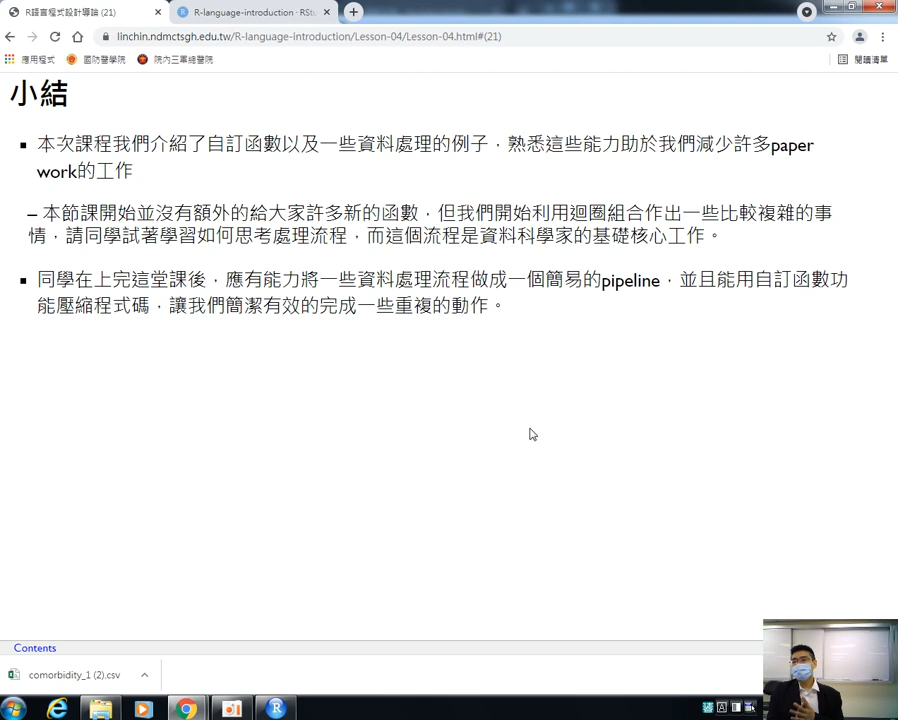 R語言程式設計導論 (21)
R-language-introduction · RStu
linchin.ndmctsgh.edu.tw/R-language-introduction/Lesson-04/Lesson-04.html#(21)
應用程式
國防醫學院
院內三軍總醫院
閱讀清單
小結
本次課程我們介紹了自訂函數以及一些資料處理的例子，熟悉這些能力助於我們減少許多paper
work的工作
– 本節課開始並沒有額外的給大家許多新的函數，但我們開始利用迴圈組合作出一些比較複雜的事
情，請同學試著學習如何思考處理流程，而這個流程是資料科學家的基礎核心工作。
同學在上完這堂課後，應有能力將一些資料處理流程做成一個簡易的pipeline，並且能用自訂函數功
能壓縮程式碼，讓我們簡潔有效的完成一些重複的動作。
Contents
comorbidity_1 (2).csv